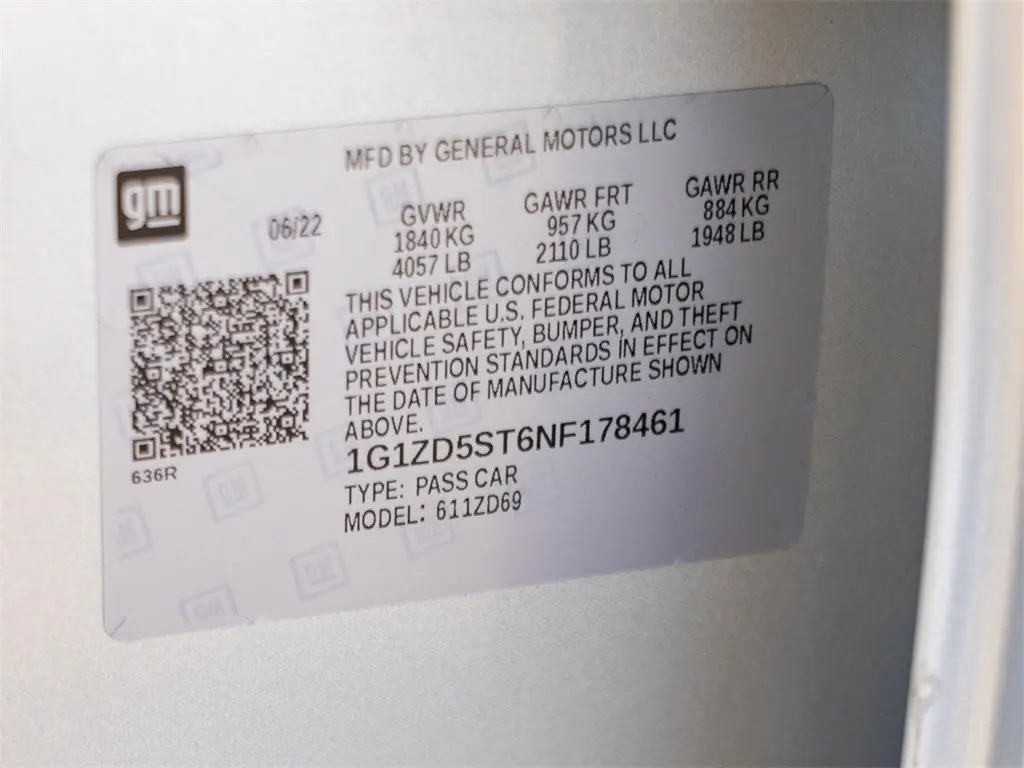 gm
MFD BY GENERAL MOTORS LLC
06/22
GVWR GAWR FRT GAWR RR
1840 KG 957 KG 884 KG
4057 LB 2110 LB 1948 LB
THIS VEHICLE CONFORMS TO ALL
APPLICABLE U.S. FEDERAL MOTOR
VEHICLE SAFETY, BUMPER, AND THEFT
PREVENTION STANDARDS IN EFFECT ON
THE DATE OF MANUFACTURE SHOWN
ABOVE.
636R
1G1ZD5ST6NF178461
TYPE: PASS CAR
MODEL: 611ZD69